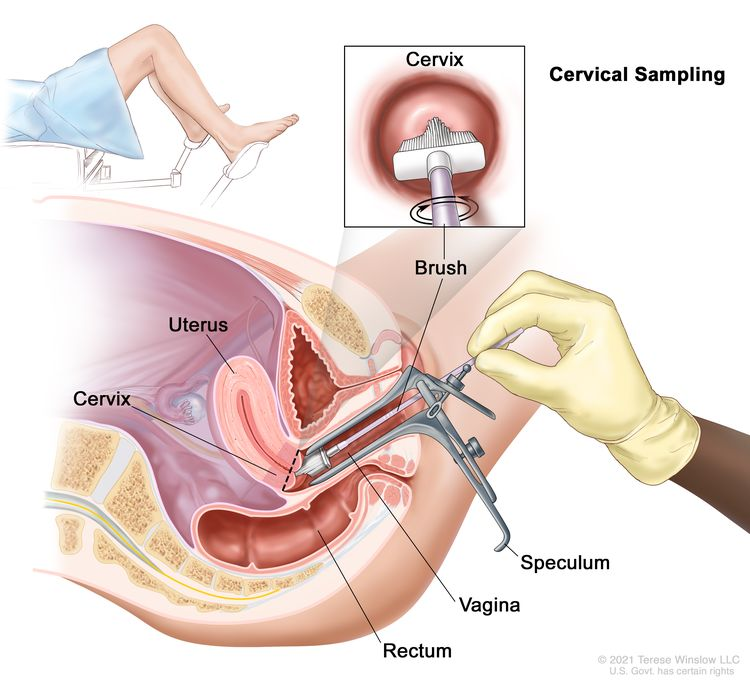 Cervical Sampling
Cervix
Brush
Uterus
Cervix
Speculum
Vagina
Rectum
© 2021 Terese Winslow LLC
U.S. Govt. has certain rights